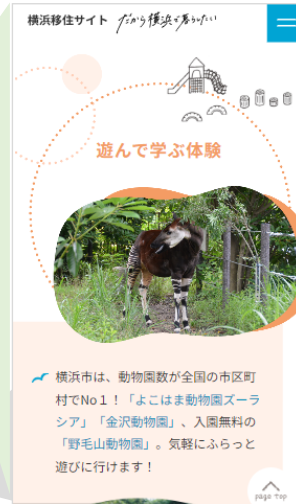 横浜移住サイト だから横浜で暮らしたい
遊んで学ぶ体験
横浜市は、動物園数が全国の市区町
村でNo１！「よこはま動物園ズーラ
シア」「金沢動物園」、入園無料の
「野毛山動物園」。気軽にふらっと
遊びに行けます！
page top